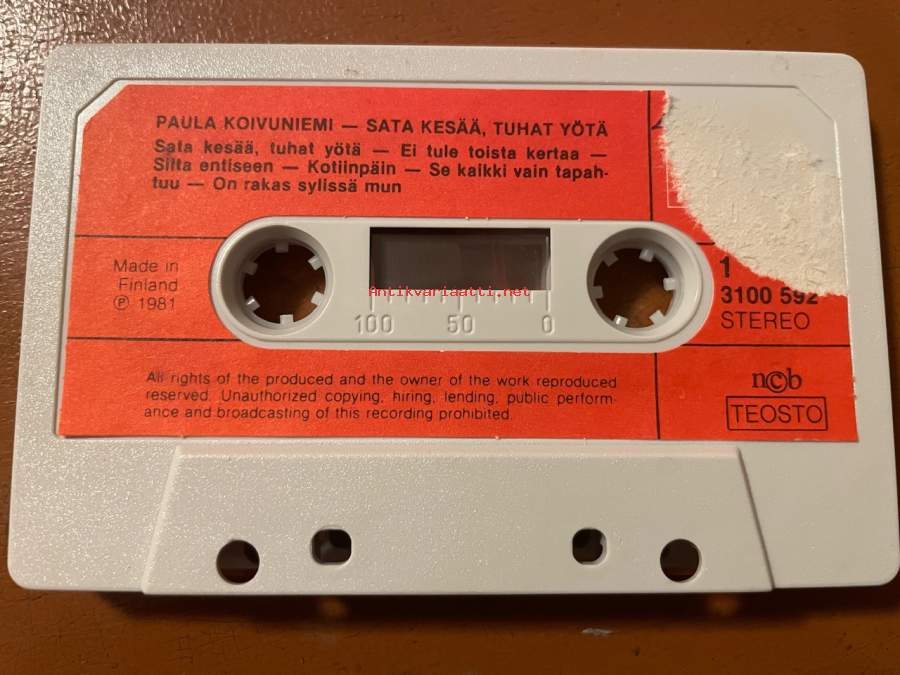 PAULA KOIVUNIEMI — SATA KESÄÄ, TUHAT YÖTÄ
Sata kesää, tuhat yötä — Ei tule toista kertaa —
Silta entiseen — Kotiinpäin — Se kaikki vain tapah-
tuu — On rakas sylissä mun
Made in
Finland
℗ 1981
Antikvariaatti.net
100 50 0
1
3100 592
STEREO
All rights of the produced and the owner of the work reproduced
reserved. Unauthorized copying, hiring, lending, public perform-
ance and broadcasting of this recording prohibited.
n©b
TEOSTO